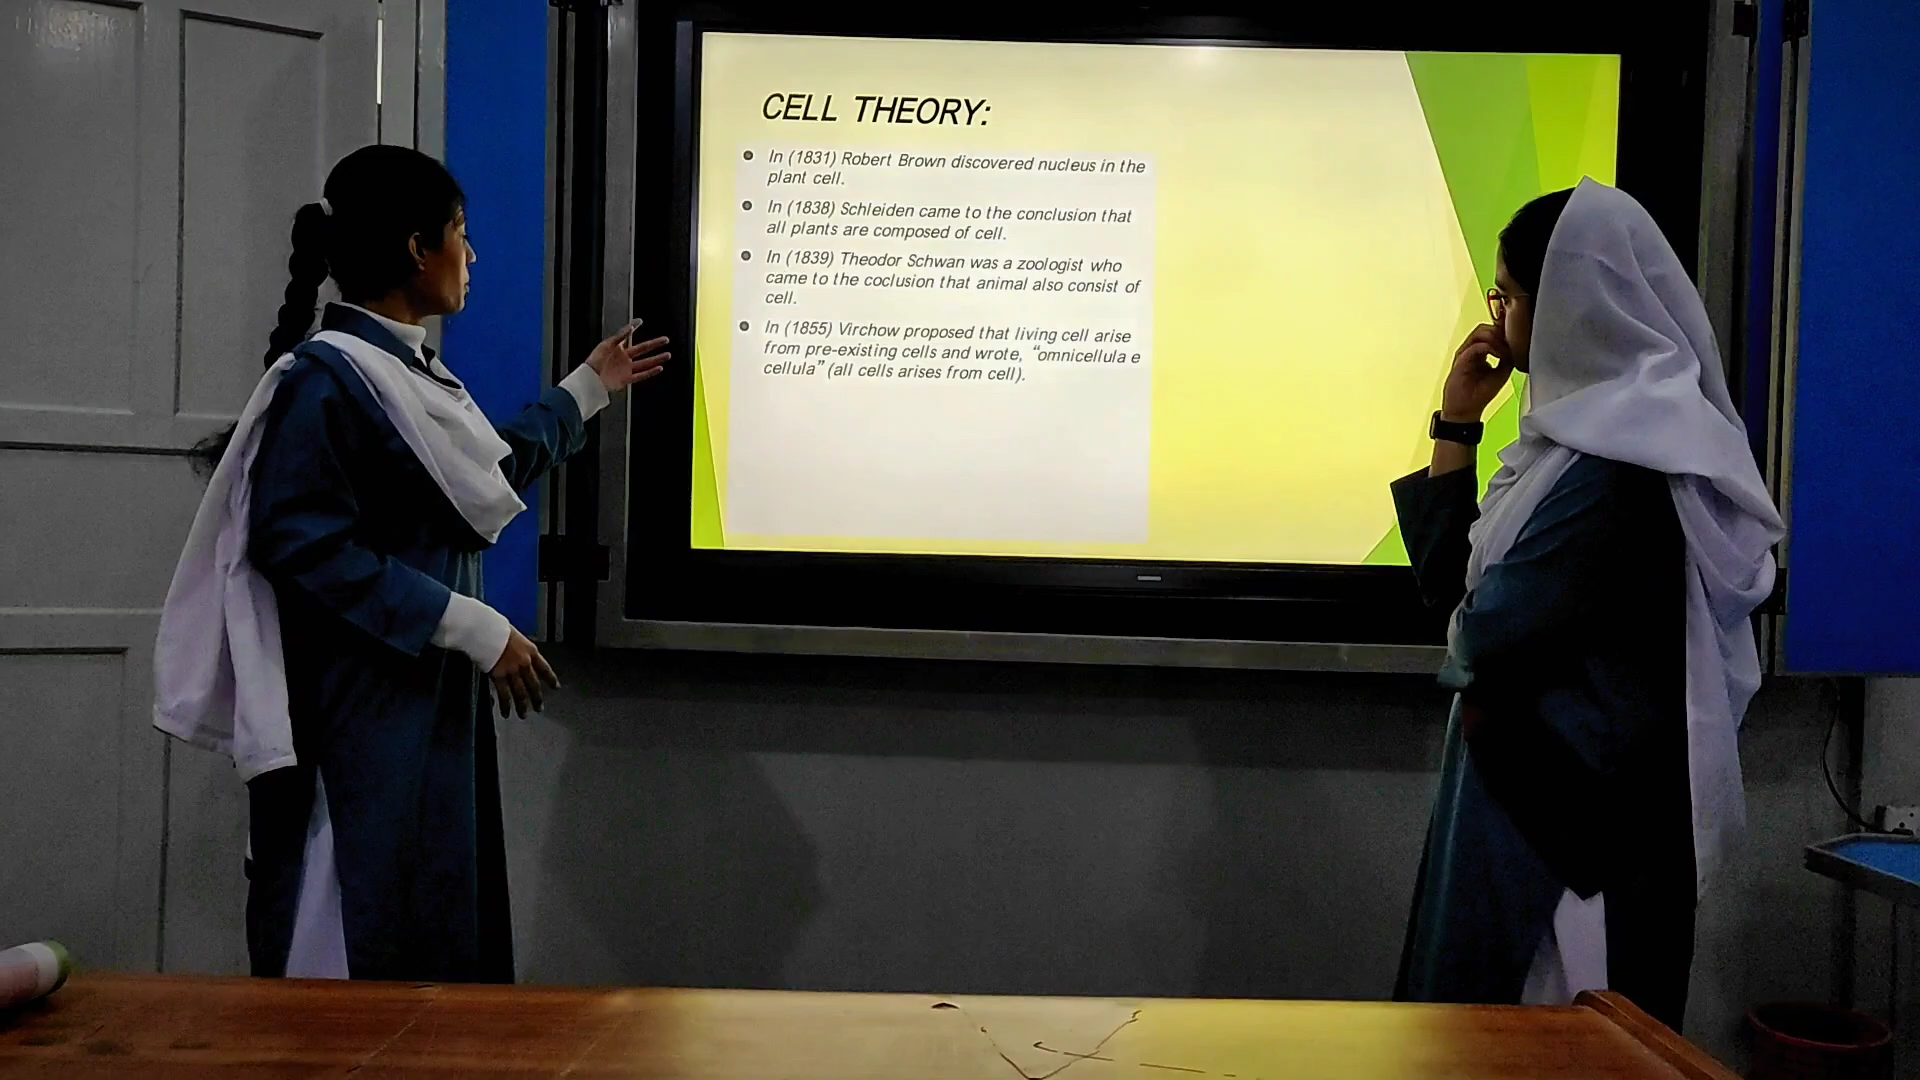 CELL THEORY:
In (1831) Robert Brown discovered nucleus in the
plant cell.
In (1838) Schleiden came to the conclusion that
all plants are composed of cell.
In (1839) Theodor Schwan was a zoologist who
came to the coclusion that animal also consist of
cell.
In (1855) Virchow proposed that living cell arise
from pre-existing cells and wrote, “omnicellula e
cellula” (all cells arises from cell).